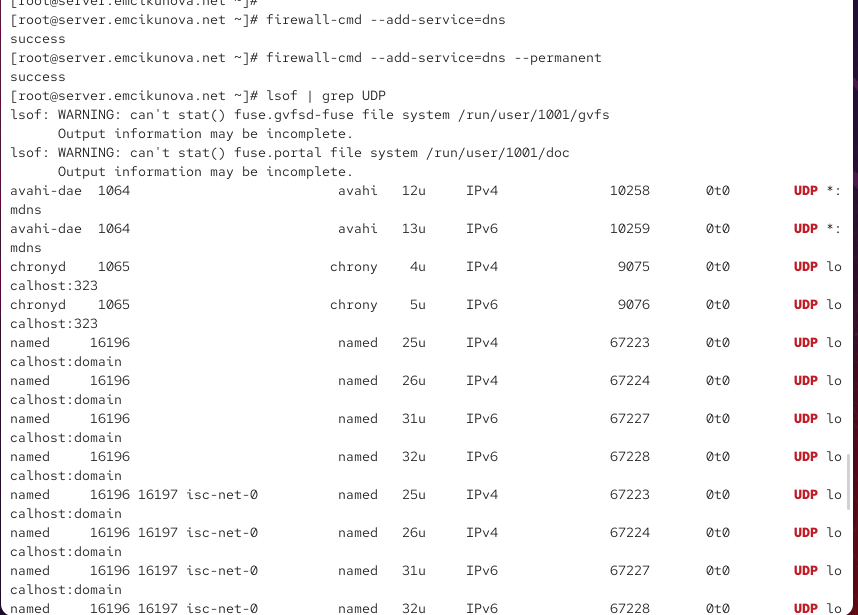 [root@server.emcikunova.net ~]#
[root@server.emcikunova.net ~]# firewall-cmd --add-service=dns
success
[root@server.emcikunova.net ~]# firewall-cmd --add-service=dns --permanent
success
[root@server.emcikunova.net ~]# lsof | grep UDP
lsof: WARNING: can't stat() fuse.gvfsd-fuse file system /run/user/1001/gvfs
      Output information may be incomplete.
lsof: WARNING: can't stat() fuse.portal file system /run/user/1001/doc
      Output information may be incomplete.
avahi-dae  1064                          avahi   12u     IPv4              10258       0t0        UDP *:
mdns
avahi-dae  1064                          avahi   13u     IPv6              10259       0t0        UDP *:
mdns
chronyd    1065                         chrony    4u     IPv4               9075       0t0        UDP lo
calhost:323
chronyd    1065                         chrony    5u     IPv6               9076       0t0        UDP lo
calhost:323
named     16196                          named   25u     IPv4              67223       0t0        UDP lo
calhost:domain
named     16196                          named   26u     IPv4              67224       0t0        UDP lo
calhost:domain
named     16196                          named   31u     IPv6              67227       0t0        UDP lo
calhost:domain
named     16196                          named   32u     IPv6              67228       0t0        UDP lo
calhost:domain
named     16196 16197 isc-net-0          named   25u     IPv4              67223       0t0        UDP lo
calhost:domain
named     16196 16197 isc-net-0          named   26u     IPv4              67224       0t0        UDP lo
calhost:domain
named     16196 16197 isc-net-0          named   31u     IPv6              67227       0t0        UDP lo
calhost:domain
named     16196 16197 isc-net-0          named   32u     IPv6              67228       0t0        UDP lo